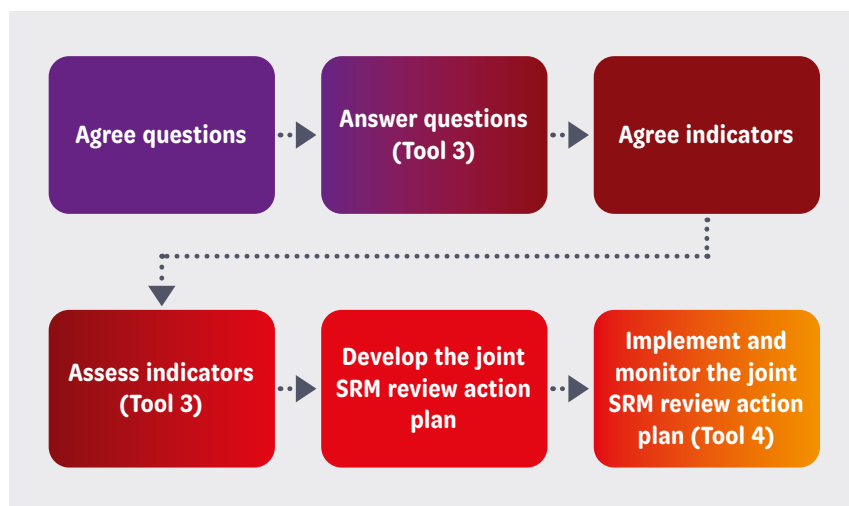 Agree questions
Answer questions
(Tool 3)
Agree indicators
Assess indicators
(Tool 3)
Develop the joint
SRM review action
plan
Implement and
monitor the joint
SRM review action
plan (Tool 4)